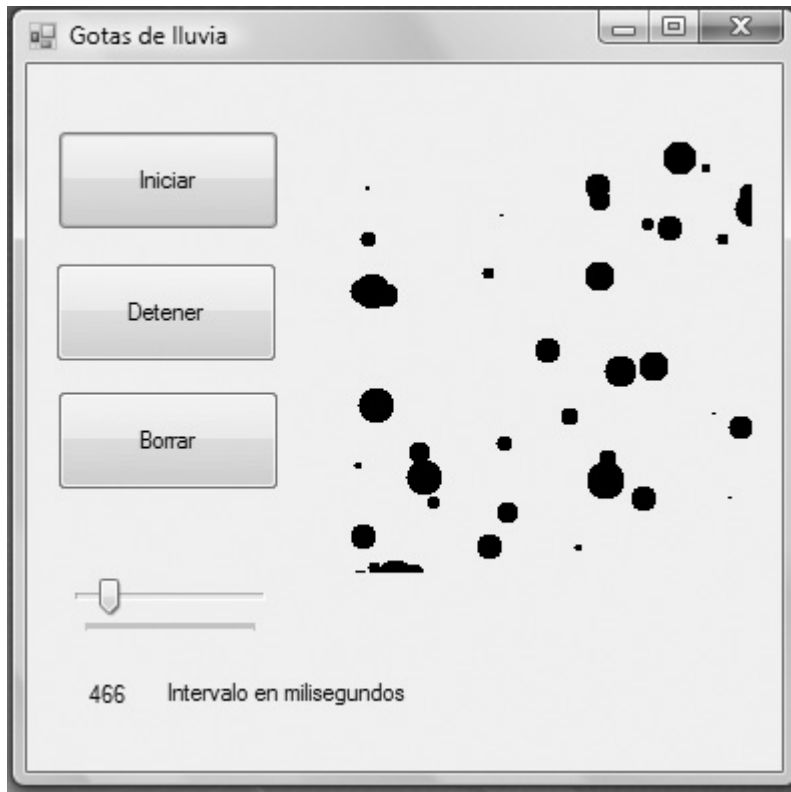 Gotas de lluvia
Iniciar
Detener
Borrar
466 Intervalo en milisegundos